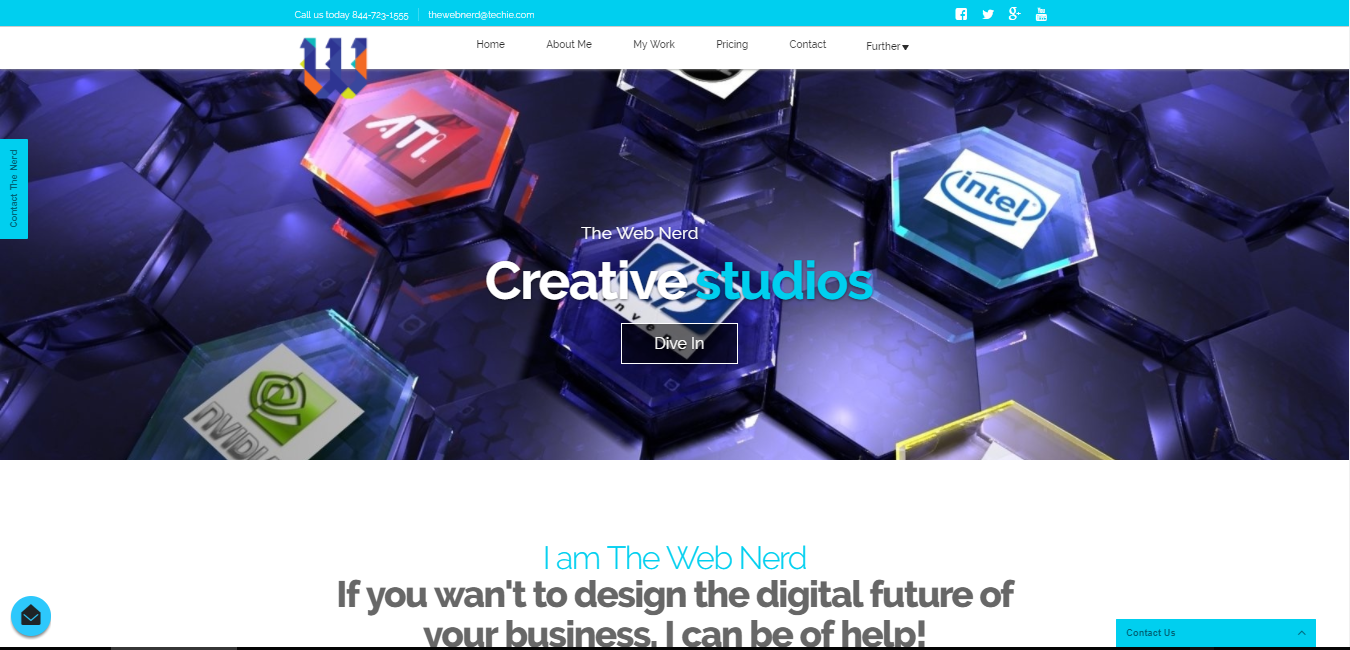 Call us today 844-723-1555 thewebnerd@techie.com
Home About Me My Work Pricing Contact Further
ATi
intel
Contact The Nerd
The Web Nerd
Creative studios
hp
inve
Dive In
NVIDIA
I am The Web Nerd
If you wan't to design the digital future of
your business, I can be of help!
Contact Us